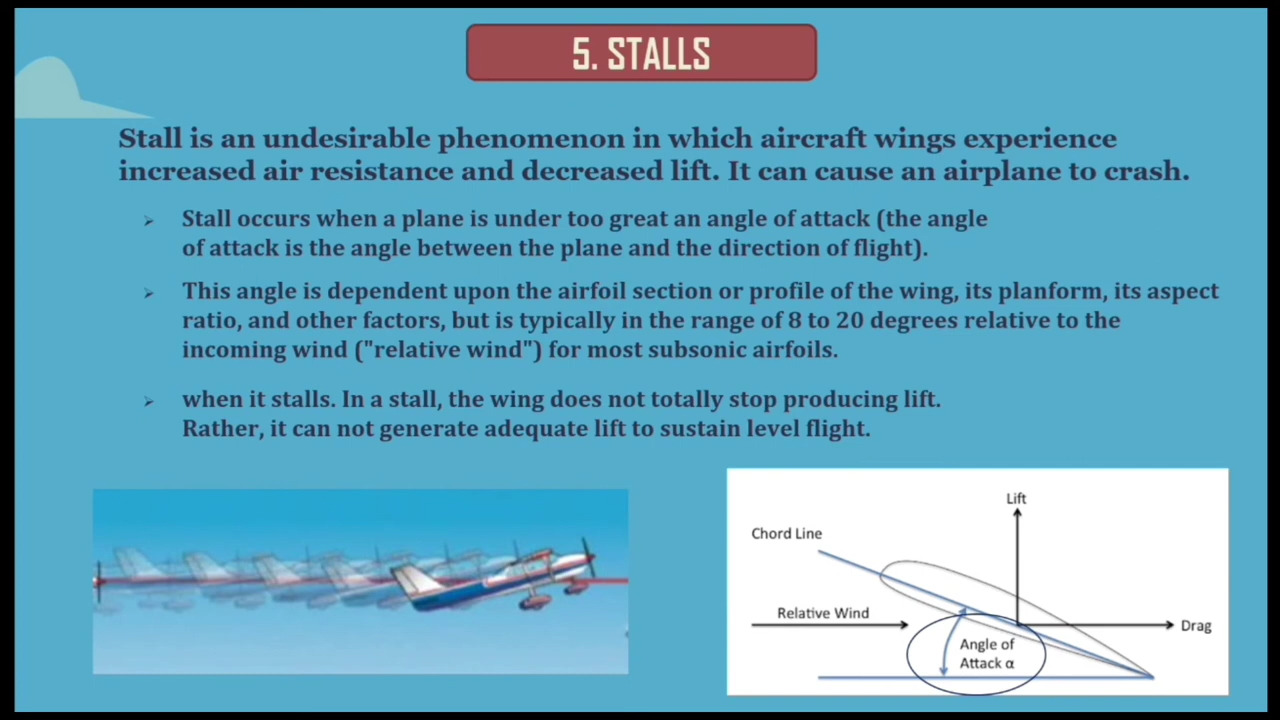 5. STALLS
Stall is an undesirable phenomenon in which aircraft wings experience
increased air resistance and decreased lift. It can cause an airplane to crash.
Stall occurs when a plane is under too great an angle of attack (the angle
of attack is the angle between the plane and the direction of flight).
This angle is dependent upon the airfoil section or profile of the wing, its planform, its aspect
ratio, and other factors, but is typically in the range of 8 to 20 degrees relative to the
incoming wind ("relative wind") for most subsonic airfoils.
when it stalls. In a stall, the wing does not totally stop producing lift.
Rather, it can not generate adequate lift to sustain level flight.
Lift
Chord Line
Relative Wind
Drag
Angle of
Attack α